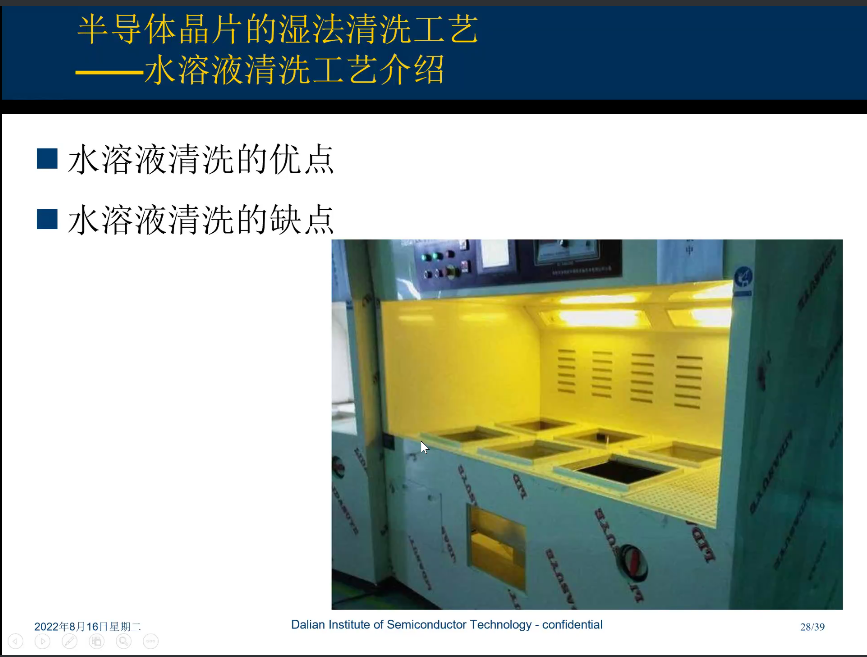 半导体晶片的湿法清洗工艺
——水溶液清洗工艺介绍
水溶液清洗的优点
水溶液清洗的缺点
2022年8月16日星期二
Dalian Institute of Semiconductor Technology - confidential
28/39